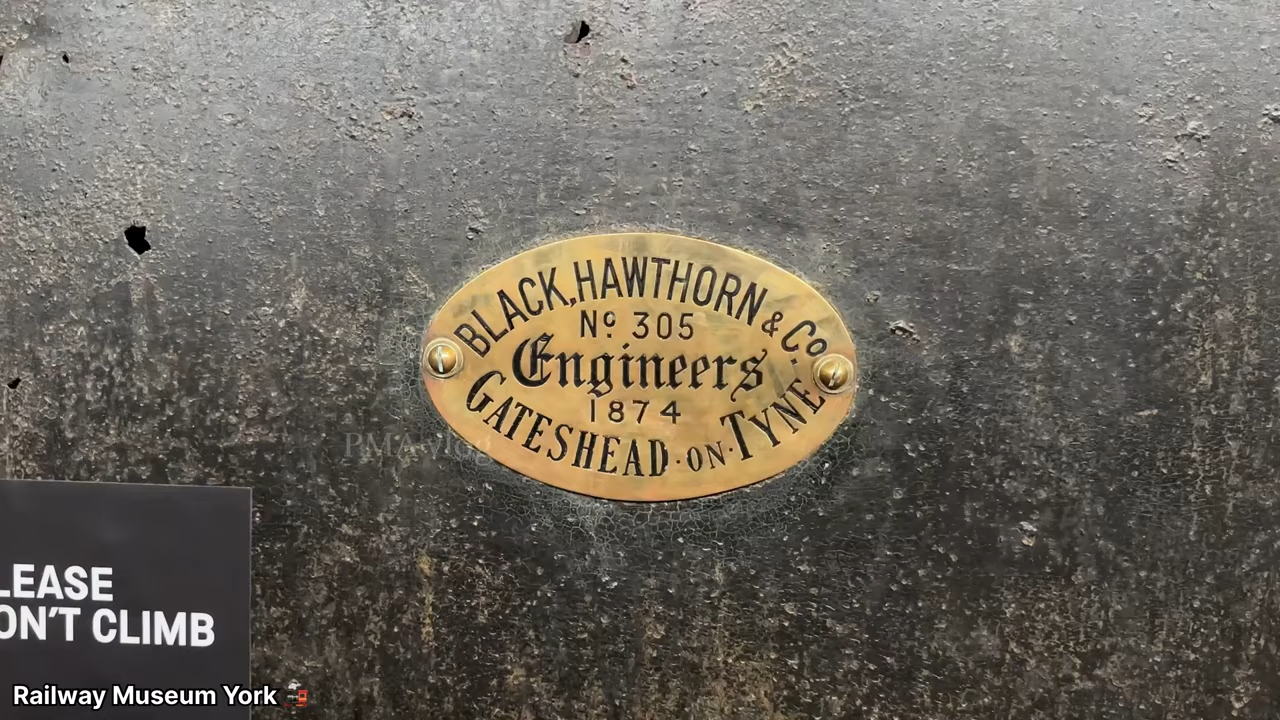 BLACK, HAWTHORN & Co.
No 305
Engineers
1874
GATESHEAD·ON·TYNE
LEASE
ON'T CLIMB
Railway Museum York